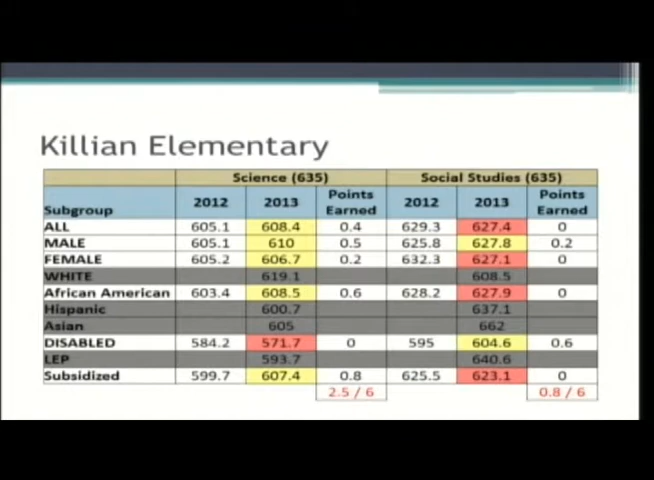 Killian Elementary
Science (635) Social Studies (635)
Subgroup 2012 2013 Points Earned 2012 2013 Points Earned
ALL 605.1 608.4 0.4 629.3 627.4 0
MALE 605.1 610 0.5 625.8 627.8 0.2
FEMALE 605.2 606.7 0.2 632.3 627.1 0
WHITE 619.1 608.5
African American 603.4 608.5 0.6 628.2 627.9 0
Hispanic 600.7 637.1
Asian 605 662
DISABLED 584.2 571.7 0 595 604.6 0.6
LEP 593.7 640.6
Subsidized 599.7 607.4 0.8 625.5 623.1 0
2.5 / 6 0.8 / 6